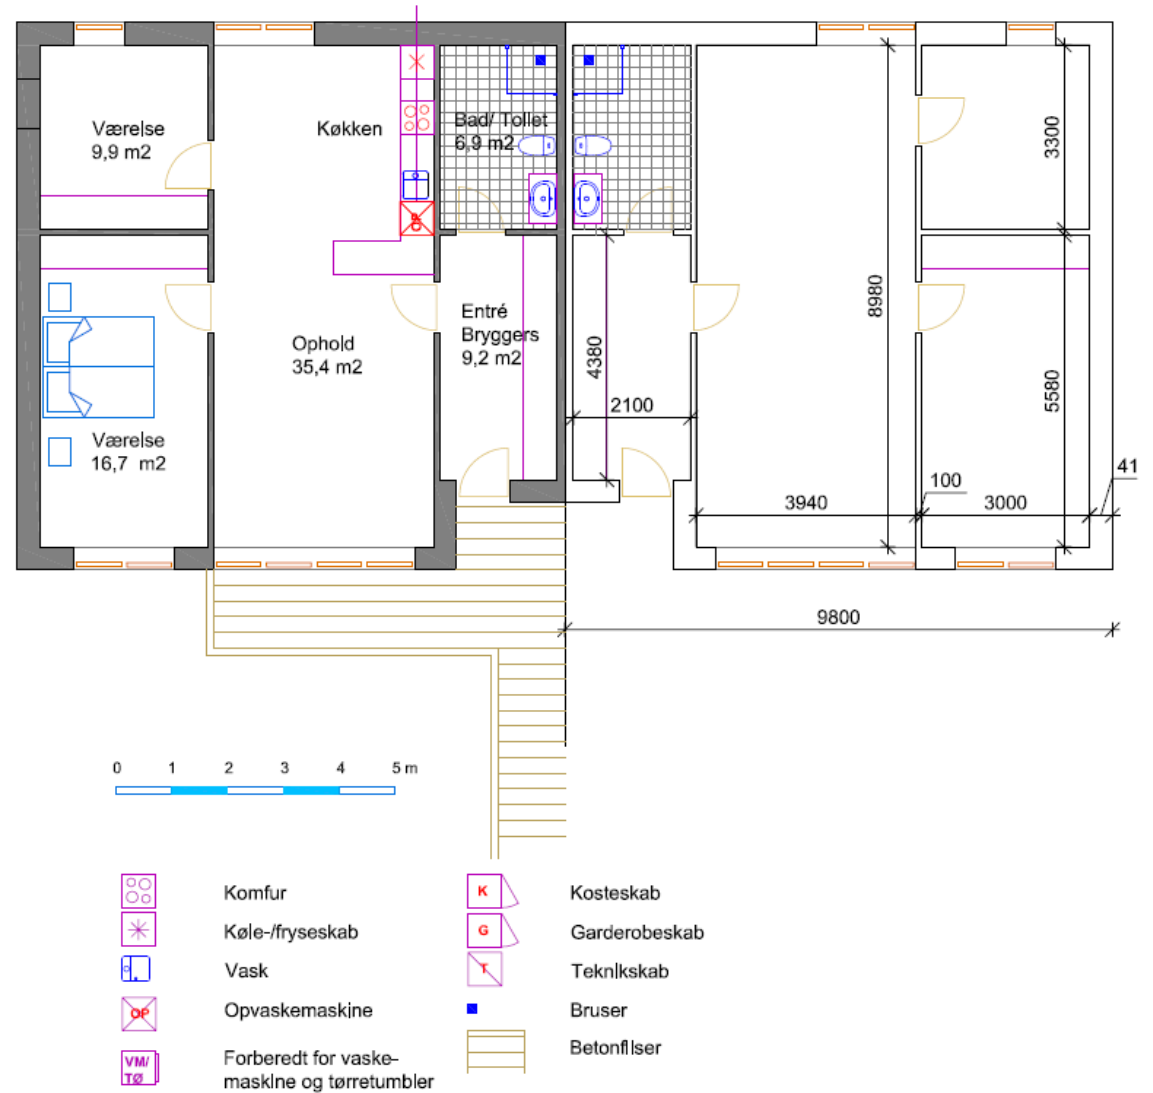 Værelse
9,9 m2
Køkken
Bad/ Toilet
6,9 m2
3300
Entré
Bryggers
9,2 m2
Ophold
35,4 m2
8980
4380
2100
5580
Værelse
16,7 m2
41
100
3940
3000
9800
0 1 2 3 4 5 m
Komfur
K Kosteskab
Køle-/fryseskab
G Garderobeskab
Vask
T Teknikskab
OP Opvaskemaskine
Bruser
VM/
TØ
Forberedt for vaske-
maskine og tørretumbler
Betonfliser